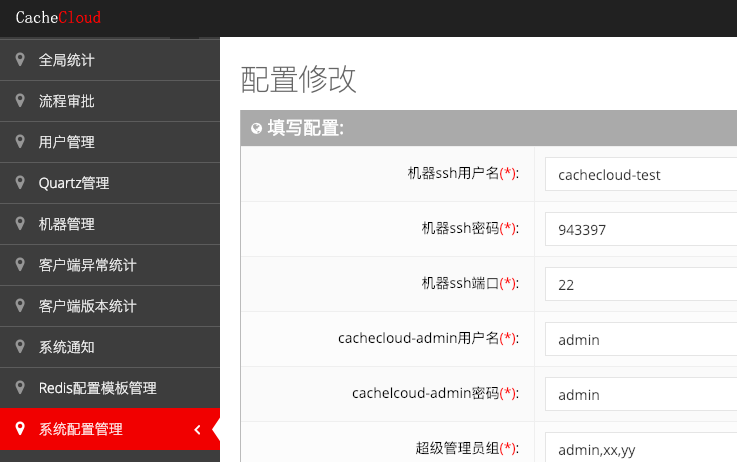 CacheCloud
全局统计
流程审批
用户管理
Quartz管理
机器管理
客户端异常统计
客户端版本统计
系统通知
Redis配置模板管理
系统配置管理
配置修改
填写配置:
机器ssh用户名(*): cachecloud-test
机器ssh密码(*): 943397
机器ssh端口(*): 22
cachecloud-admin用户名(*): admin
cachelcoud-admin密码(*): admin
超级管理员组(*): admin,xx,yy